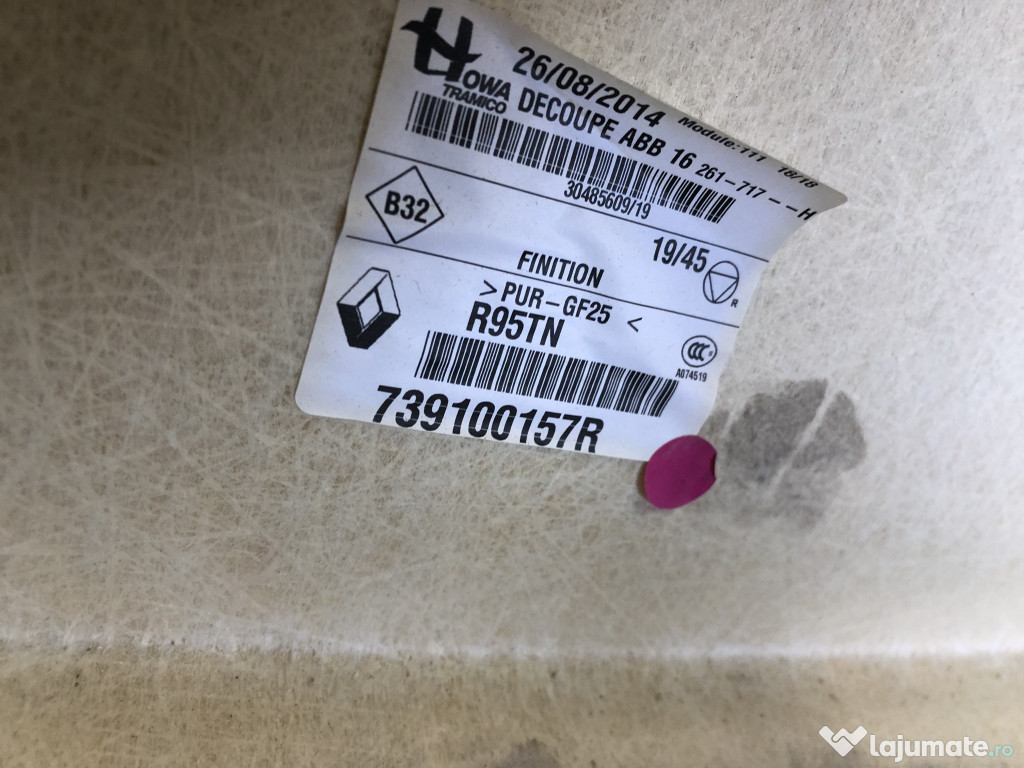 HOWA
TRAMICO
26/08/2014
Module:111 18/18
DECOUPE ABB 16 261-717--H
30485609/19
B32
19/45
FINITION
R
>PUR-GF25<
R95TN
CCC
A074519
739100157R
lajumate.ro